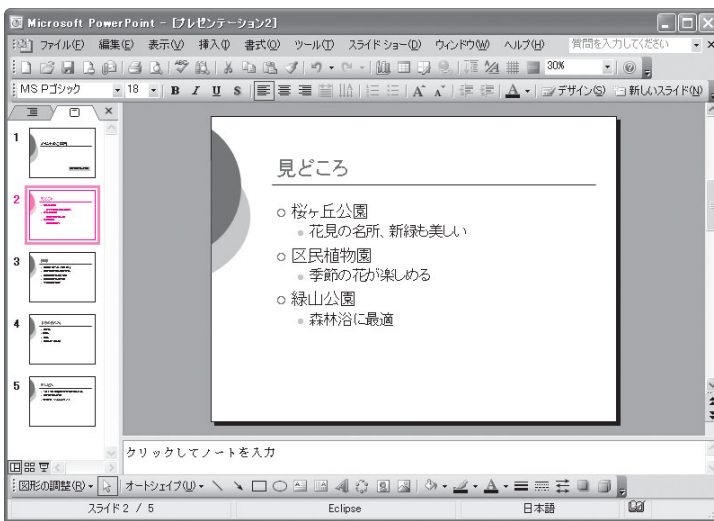 Microsoft PowerPoint - [プレゼンテーション2]
ファイル(F) 編集(E) 表示(V) 挿入(I) 書式(O) ツール(T) スライド ショー(D) ウィンドウ(W) ヘルプ(H) 質問を入力してください
30%
MS Pゴシック 18 B I U S デザイン(S) 新しいスライド(N)
1
2
3
4
5
見どころ
桜ヶ丘公園
花見の名所、新緑も美しい
区民植物園
季節の花が楽しめる
緑山公園
森林浴に最適
クリックしてノートを入力
図形の調整(R) オートシェイプ(U)
スライド 2 / 5 Eclipse 日本語